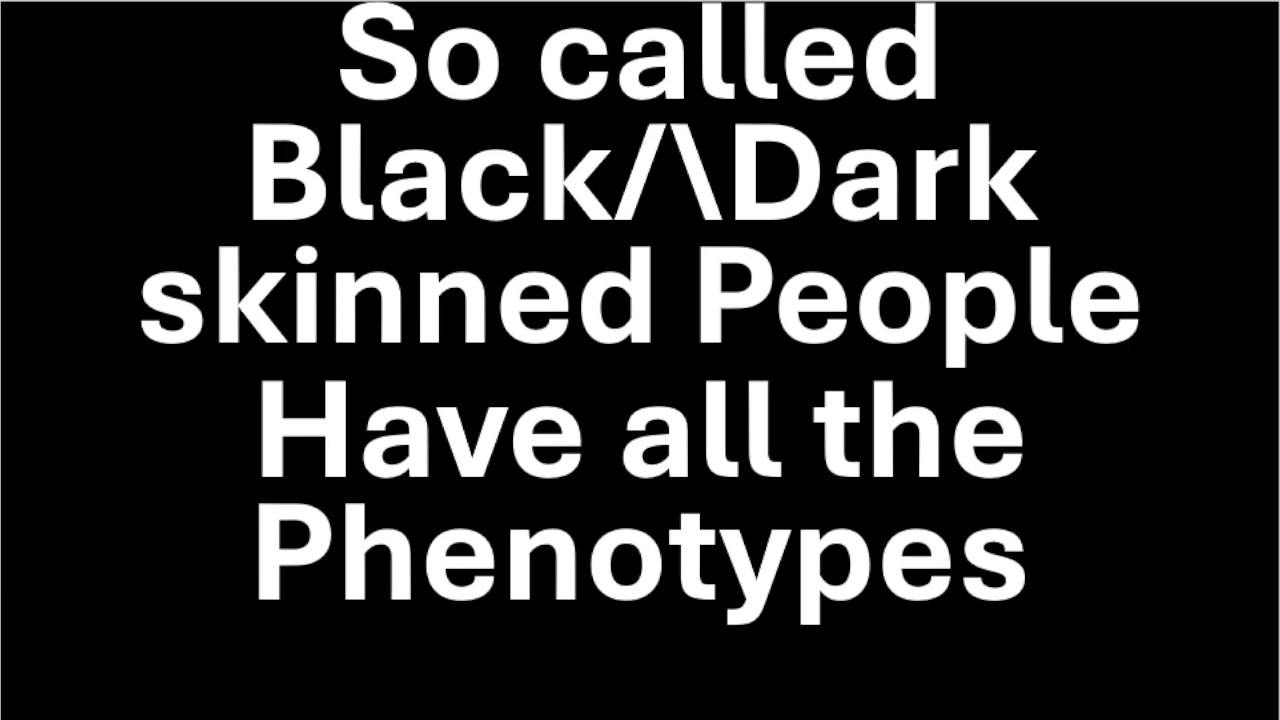 So called
Black/\Dark
skinned People
Have all the
Phenotypes